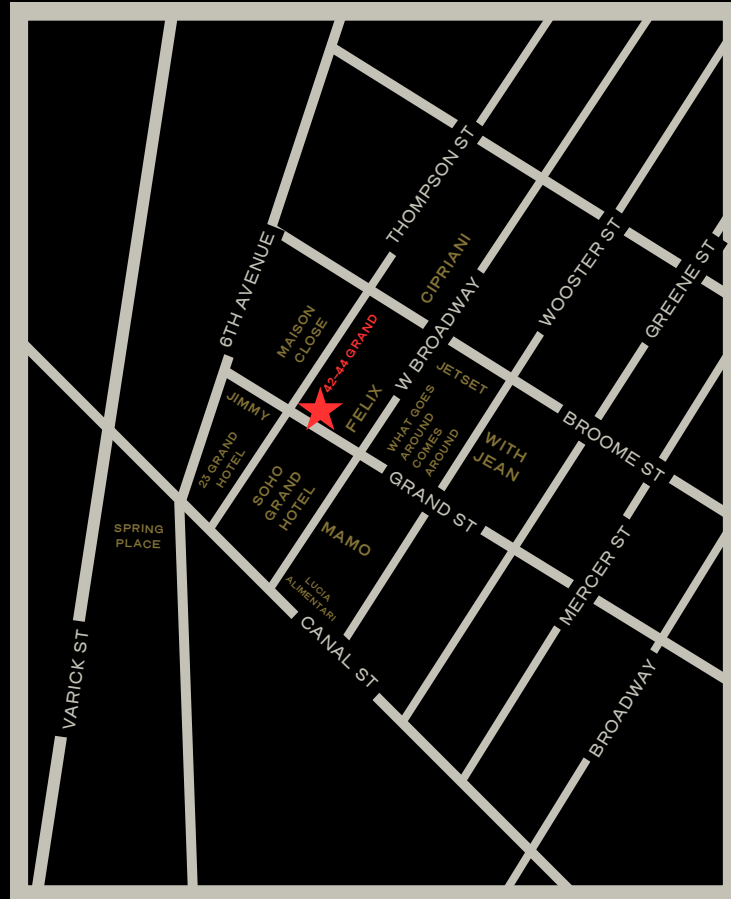 THOMPSON ST
6TH AVENUE
CIPRIANI
WOOSTER ST
GREENE ST
W BROADWAY
MAISON
CLOSE
42-44 GRAND
FELIX
JETSET
JIMMY
WHAT GOES
AROUND
COMES
AROUND
WITH
JEAN
BROOME ST
23 GRAND
HOTEL
SOHO
GRAND
HOTEL
GRAND ST
SPRING
PLACE
MAMO
MERCER ST
LUCIA
ALIMENTARI
CANAL ST
VARICK ST
BROADWAY